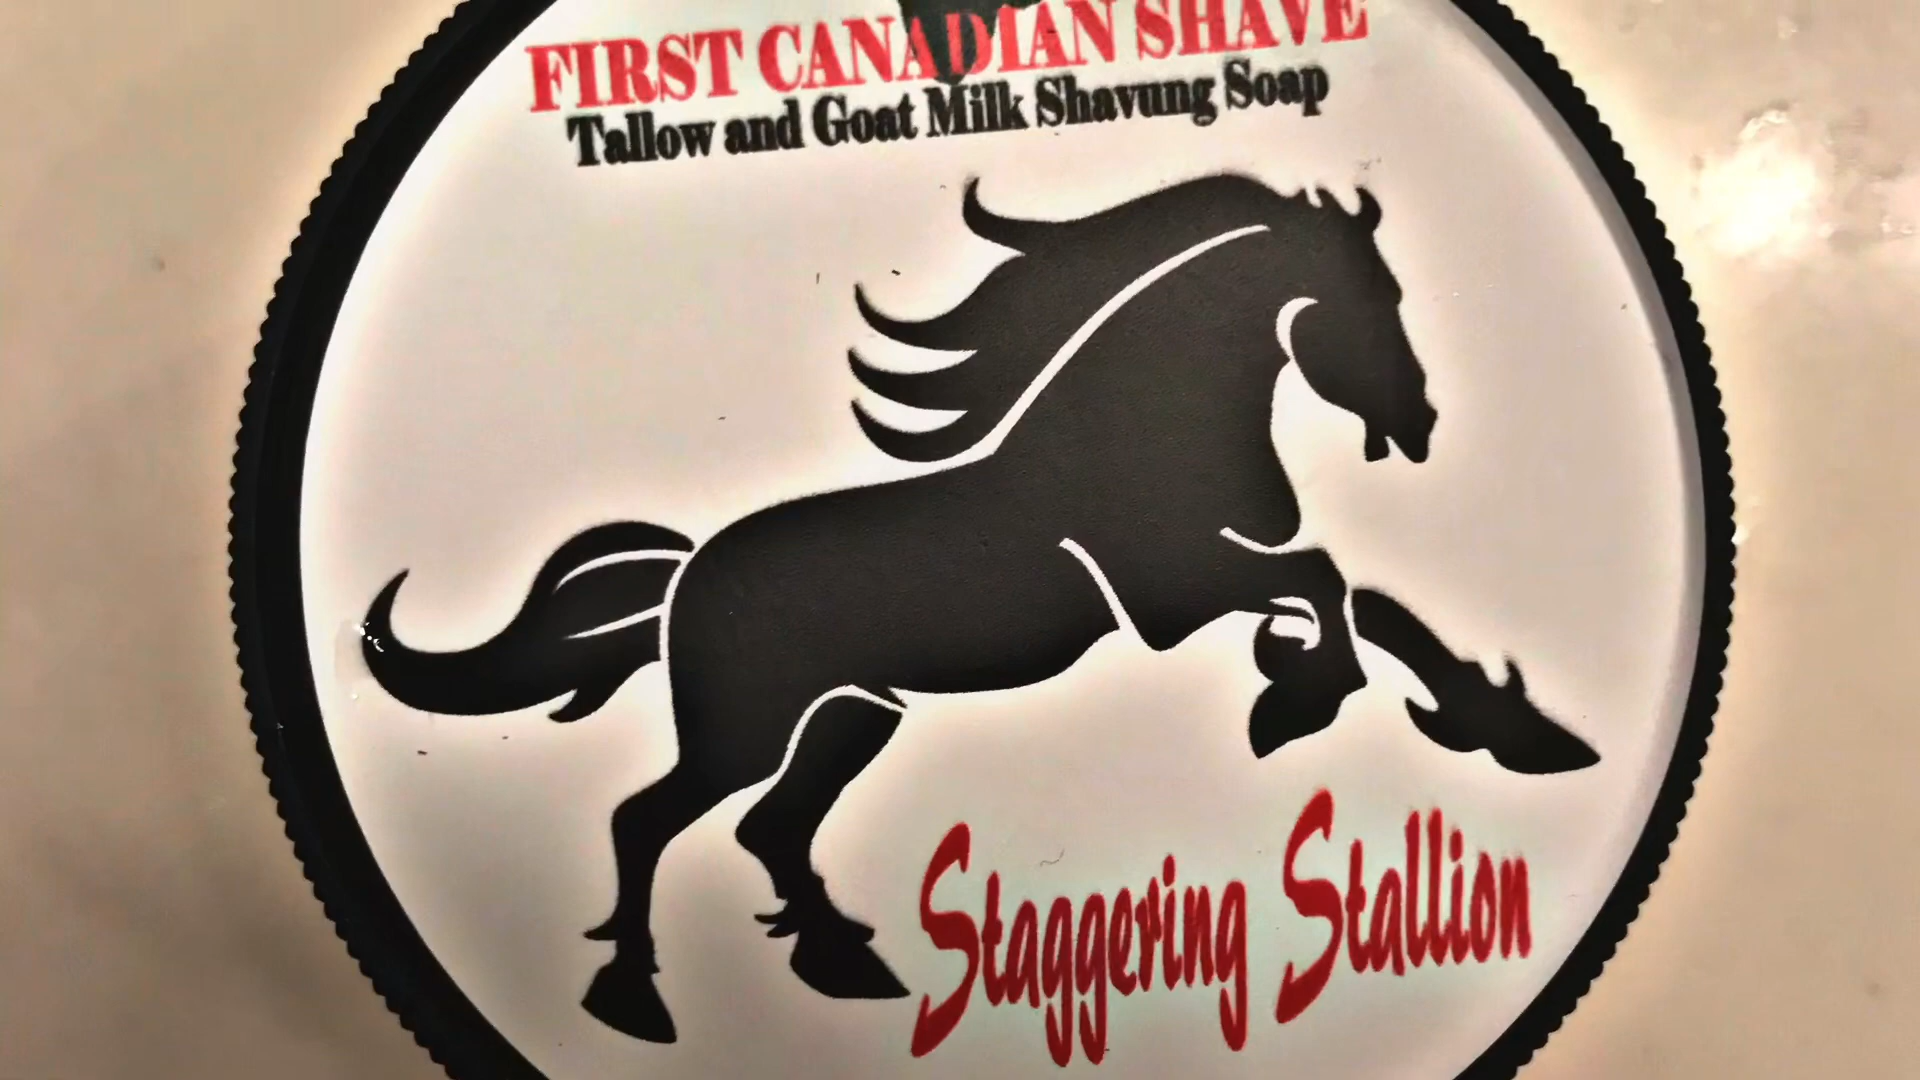 FIRST CANADIAN SHAVE
Tallow and Goat Milk Shavung Soap
Staggering Stallion